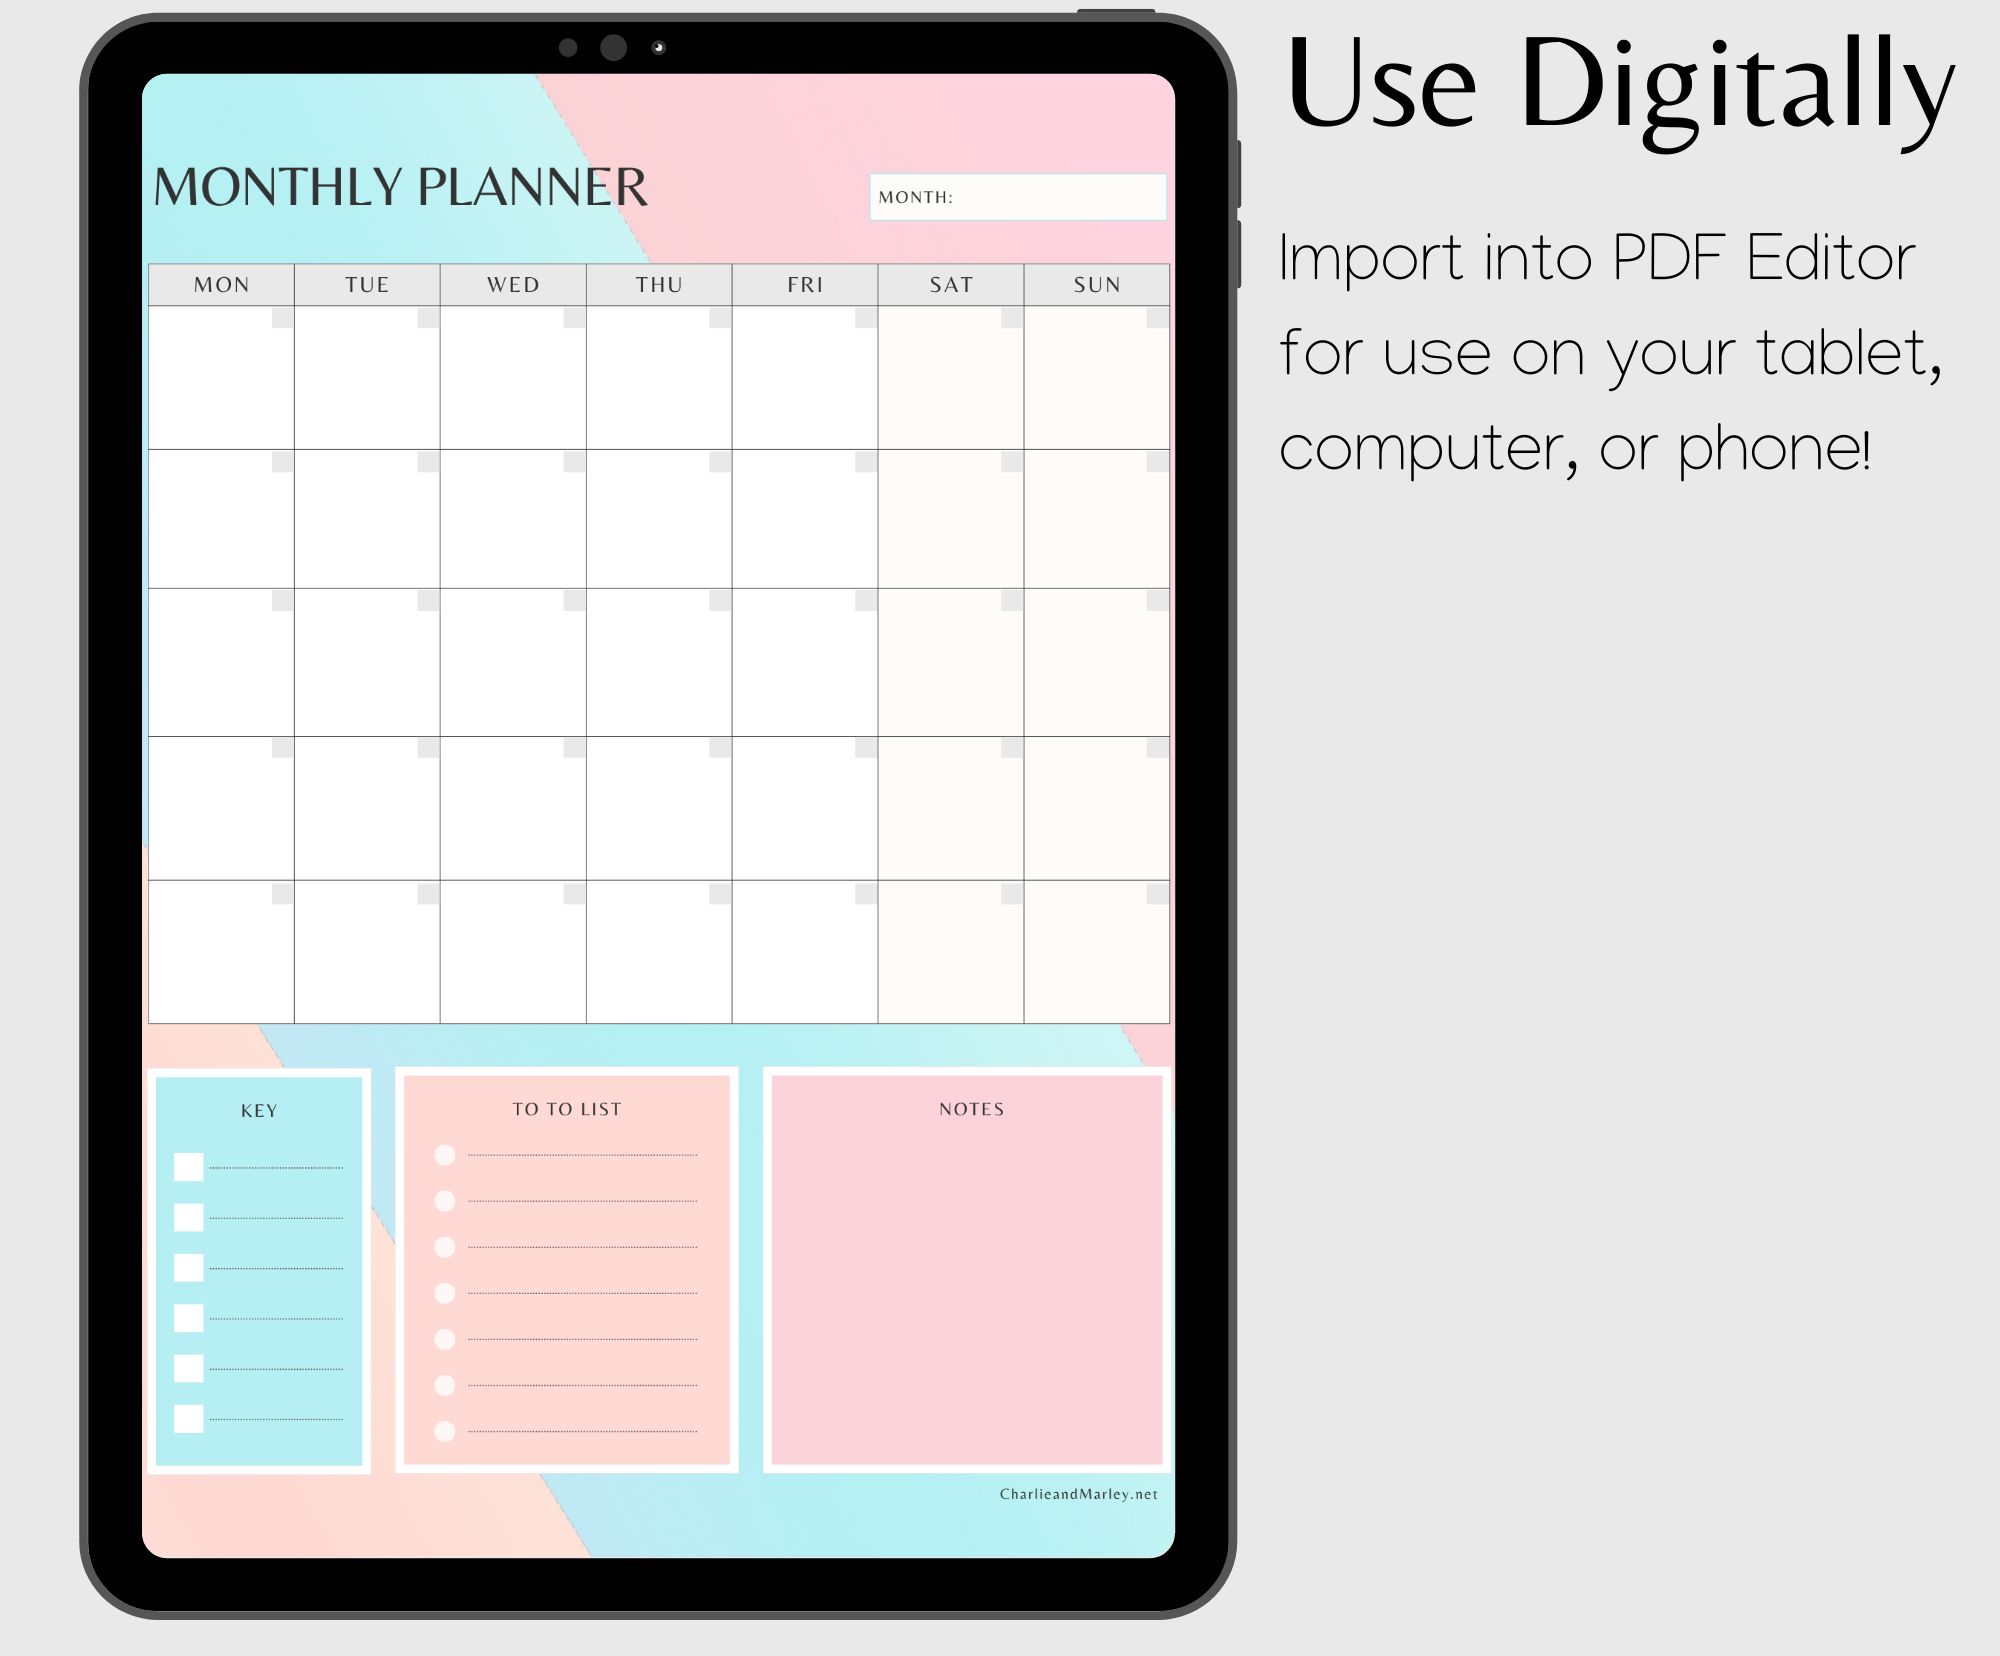 Use Digitally
Import into PDF Editor
for use on your tablet,
computer, or phone!
MONTHLY PLANNER
MONTH:
MON TUE WED THU FRI SAT SUN
KEY
TO TO LIST
NOTES
CharlieandMarley.net